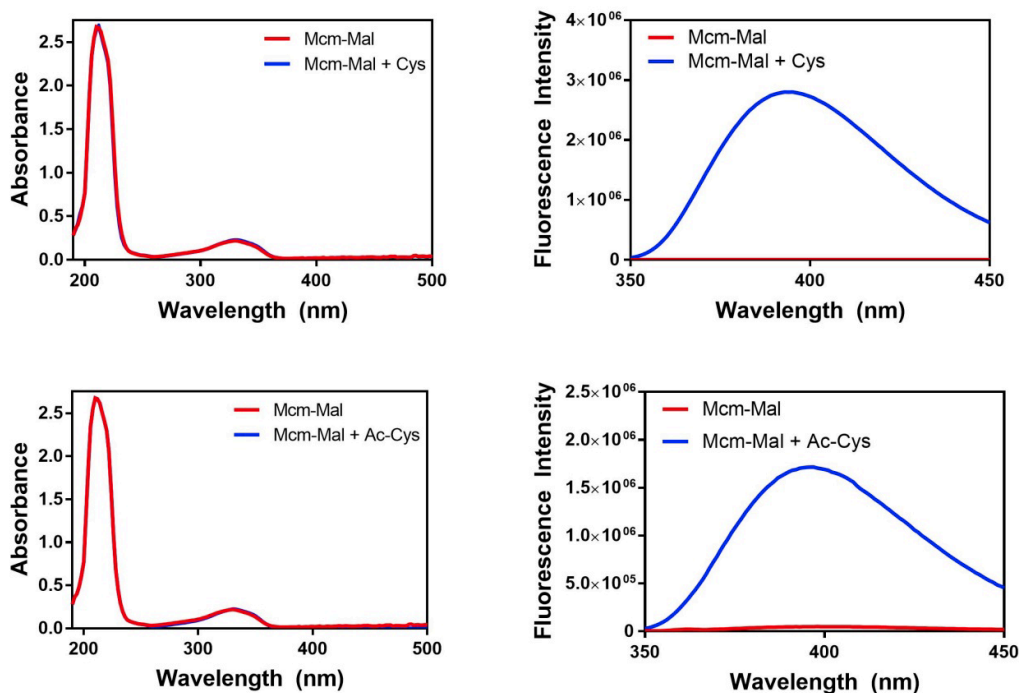 Absorbance
2.5
2.0
1.5
1.0
0.5
0.0
Mcm-Mal
Mcm-Mal + Cys
200 300 400 500
Wavelength (nm)
Fluorescence Intensity
4×10⁰⁶
3×10⁰⁶
2×10⁰⁶
1×10⁰⁶
0
Mcm-Mal
Mcm-Mal + Cys
350 400 450
Wavelength (nm)
Absorbance
2.5
2.0
1.5
1.0
0.5
0.0
Mcm-Mal
Mcm-Mal + Ac-Cys
200 300 400 500
Wavelength (nm)
Fluorescence Intensity
2.5×10⁰⁶
2.0×10⁰⁶
1.5×10⁰⁶
1.0×10⁰⁶
5.0×10⁰⁵
0
Mcm-Mal
Mcm-Mal + Ac-Cys
350 400 450
Wavelength (nm)